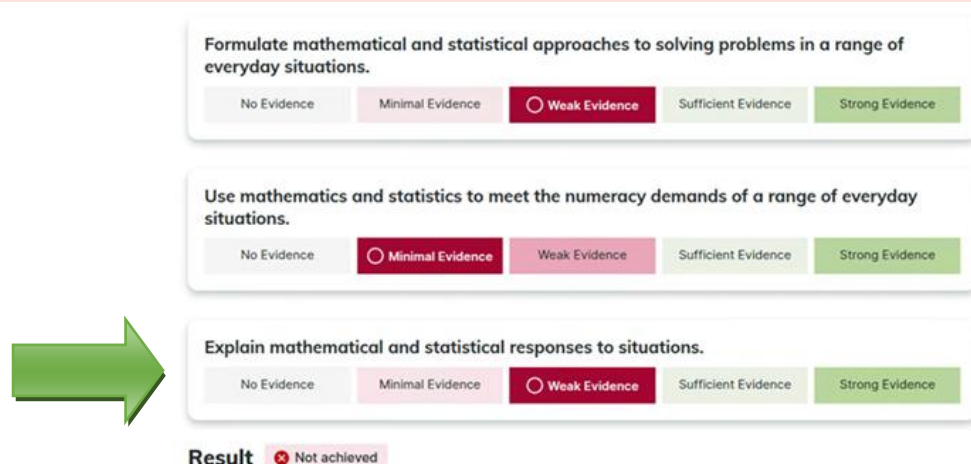 Formulate mathematical and statistical approaches to solving problems in a range of
everyday situations.
No Evidence Minimal Evidence Weak Evidence Sufficient Evidence Strong Evidence
Use mathematics and statistics to meet the numeracy demands of a range of everyday
situations.
No Evidence Minimal Evidence Weak Evidence Sufficient Evidence Strong Evidence
Explain mathematical and statistical responses to situations.
No Evidence Minimal Evidence Weak Evidence Sufficient Evidence Strong Evidence
Result Not achieved